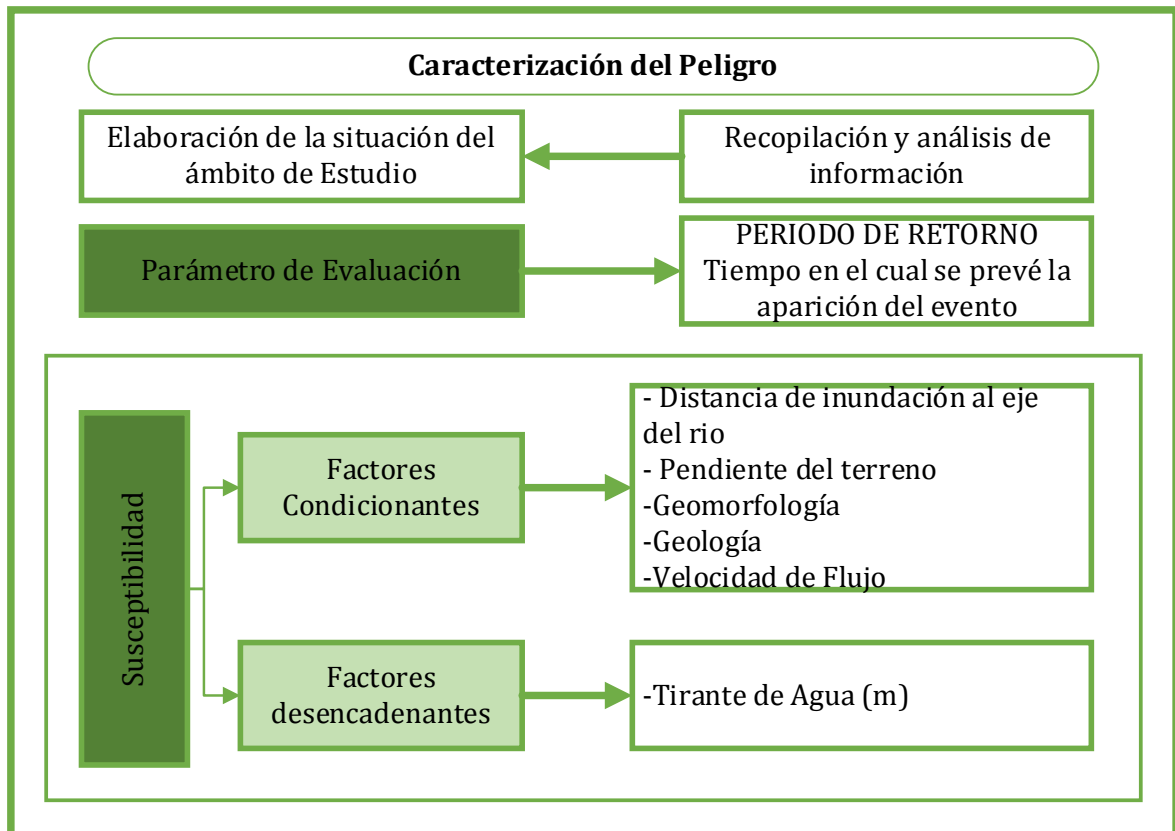 Caracterización del Peligro
Elaboración de la situación del
ámbito de Estudio
Recopilación y análisis de
información
Parámetro de Evaluación
PERIODO DE RETORNO
Tiempo en el cual se prevé la
aparición del evento
Susceptibilidad
Factores
Condicionantes
- Distancia de inundación al eje
del rio
- Pendiente del terreno
-Geomorfología
-Geología
-Velocidad de Flujo
Factores
desencadenantes
-Tirante de Agua (m)